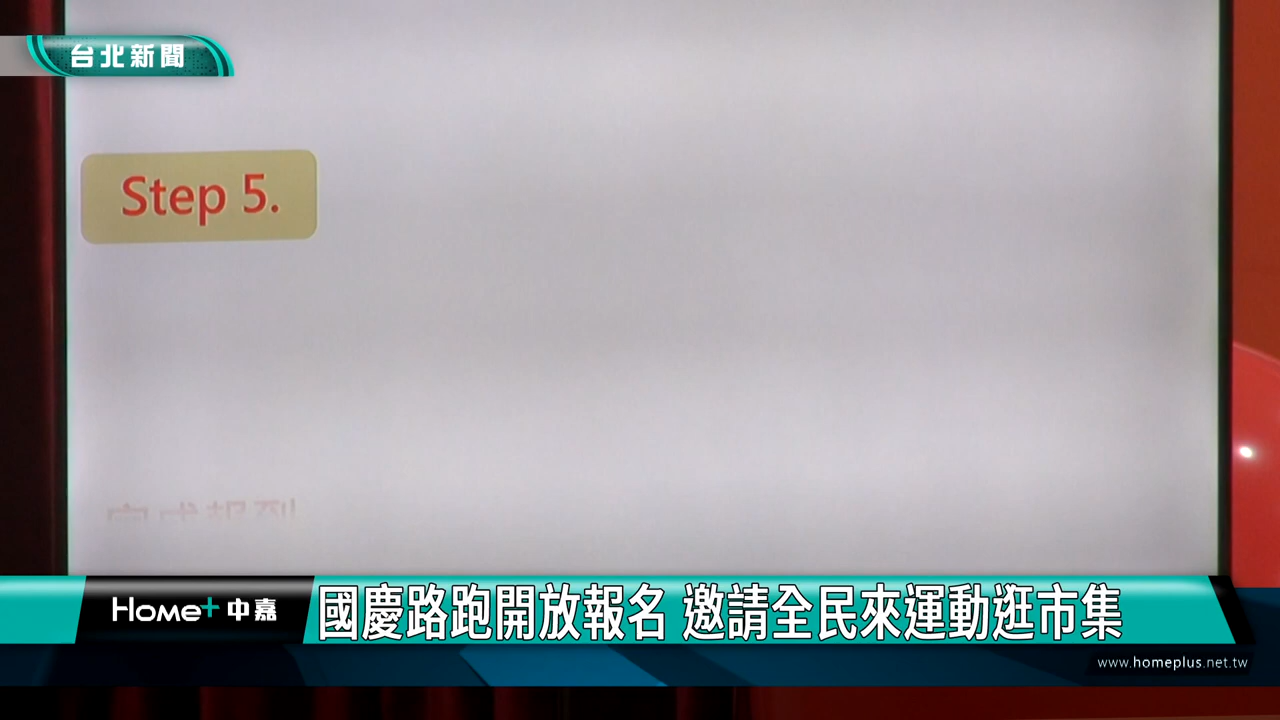 台北新聞
Step 5.
Home+中嘉
國慶路跑開放報名 邀請全民來運動逛市集
www.homeplus.net.tw